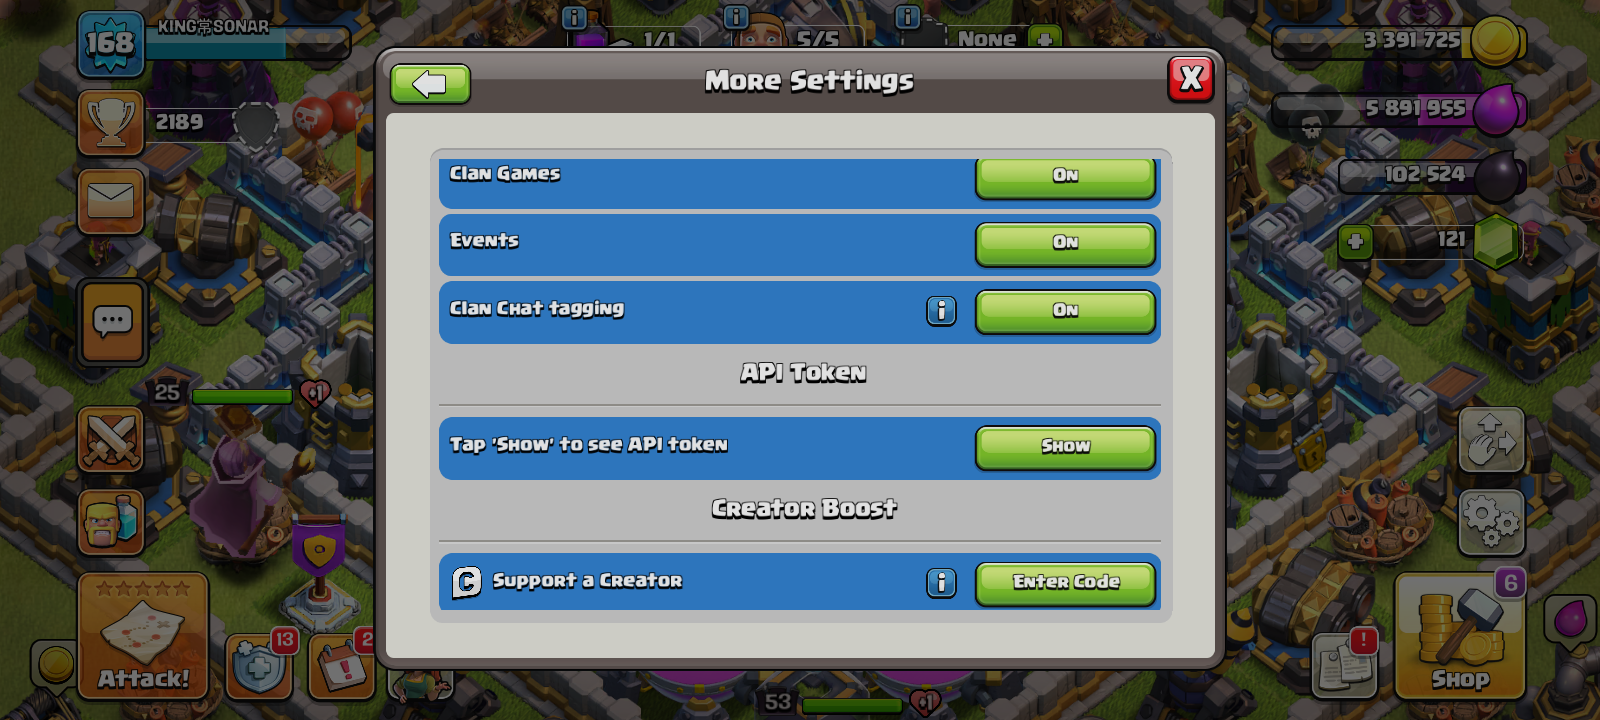 168
KING常SONAR
1/1
5/5
None
3 391 725
More Settings
X
2189
5 891 955
Clan Games
On
102 524
Events
On
121
Clan Chat tagging
i
On
API Token
25
+1
Tap 'Show' to see API token
Show
Creator Boost
C
Support a Creator
i
Enter Code
6
Attack!
13
2
!
Shop
53
+1